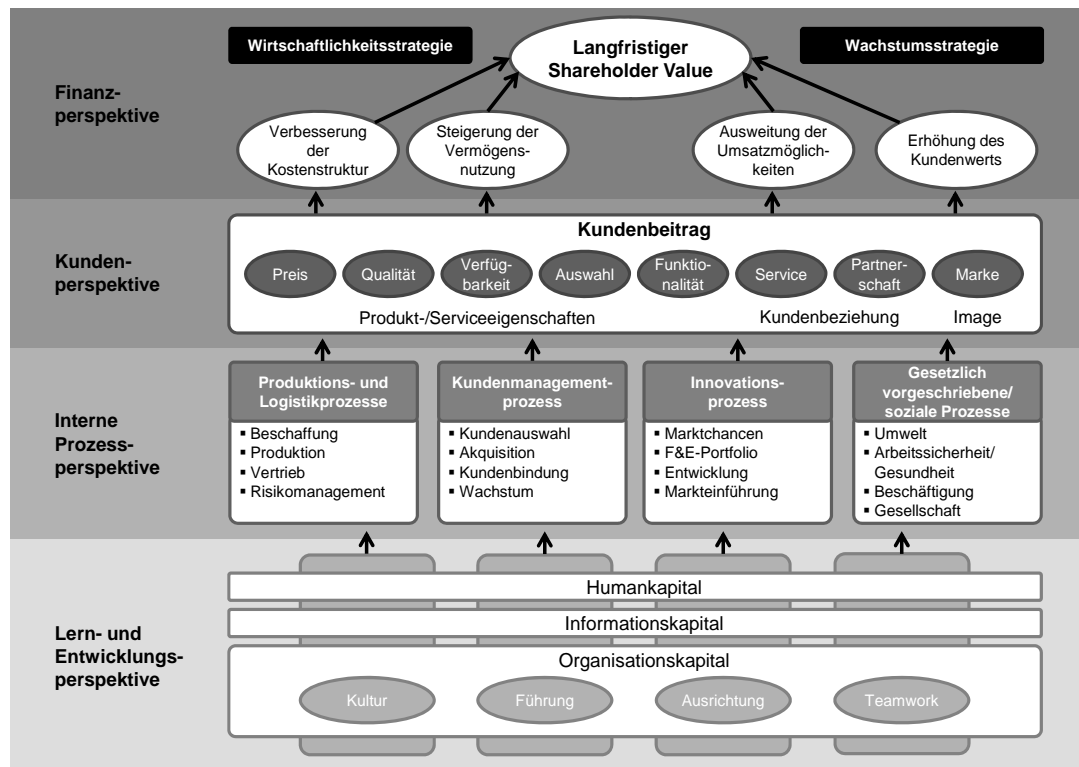 Wirtschaftlichkeitsstrategie
Langfristiger
Shareholder Value
Wachstumsstrategie
Finanz-
perspektive
Verbesserung
der
Kostenstruktur
Steigerung der
Vermögens-
nutzung
Ausweitung der
Umsatzmöglich-
keiten
Erhöhung des
Kundenwerts
Kunden-
perspektive
Kundenbeitrag
Preis
Qualität
Verfüg-
barkeit
Auswahl
Funktio-
nalität
Service
Partner-
schaft
Marke
Produkt-/Serviceeigenschaften
Kundenbeziehung
Image
Interne
Prozess-
perspektive
Produktions- und
Logistikprozesse
▪ Beschaffung
▪ Produktion
▪ Vertrieb
▪ Risikomanagement
Kundenmanagement-
prozess
▪ Kundenauswahl
▪ Akquisition
▪ Kundenbindung
▪ Wachstum
Innovations-
prozess
▪ Marktchancen
▪ F&E-Portfolio
▪ Entwicklung
▪ Markteinführung
Gesetzlich
vorgeschriebene/
soziale Prozesse
▪ Umwelt
▪ Arbeitssicherheit/
Gesundheit
▪ Beschäftigung
▪ Gesellschaft
Lern- und
Entwicklungs-
perspektive
Humankapital
Informationskapital
Organisationskapital
Kultur
Führung
Ausrichtung
Teamwork